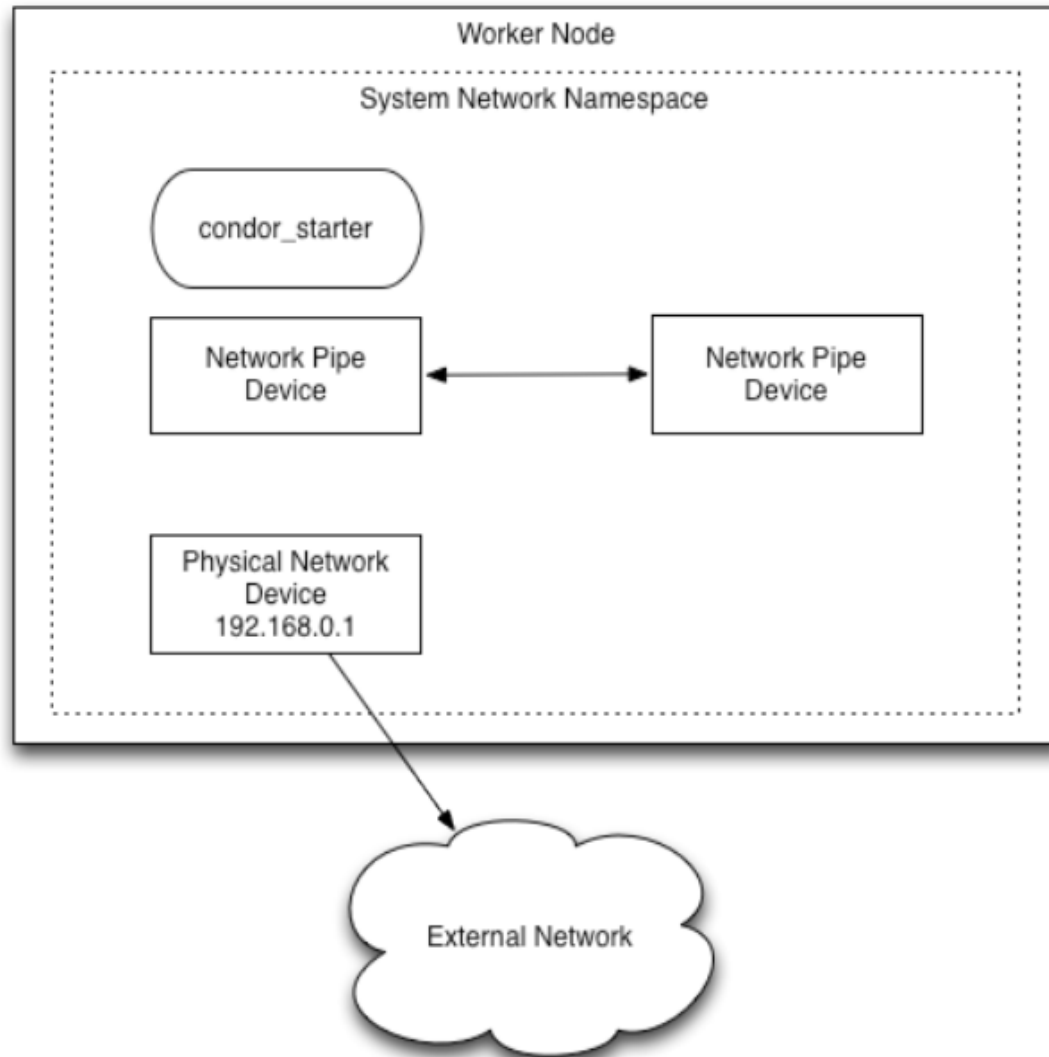 Worker Node
System Network Namespace
condor_starter
Network Pipe
Device
Network Pipe
Device
Physical Network
Device
192.168.0.1
External Network